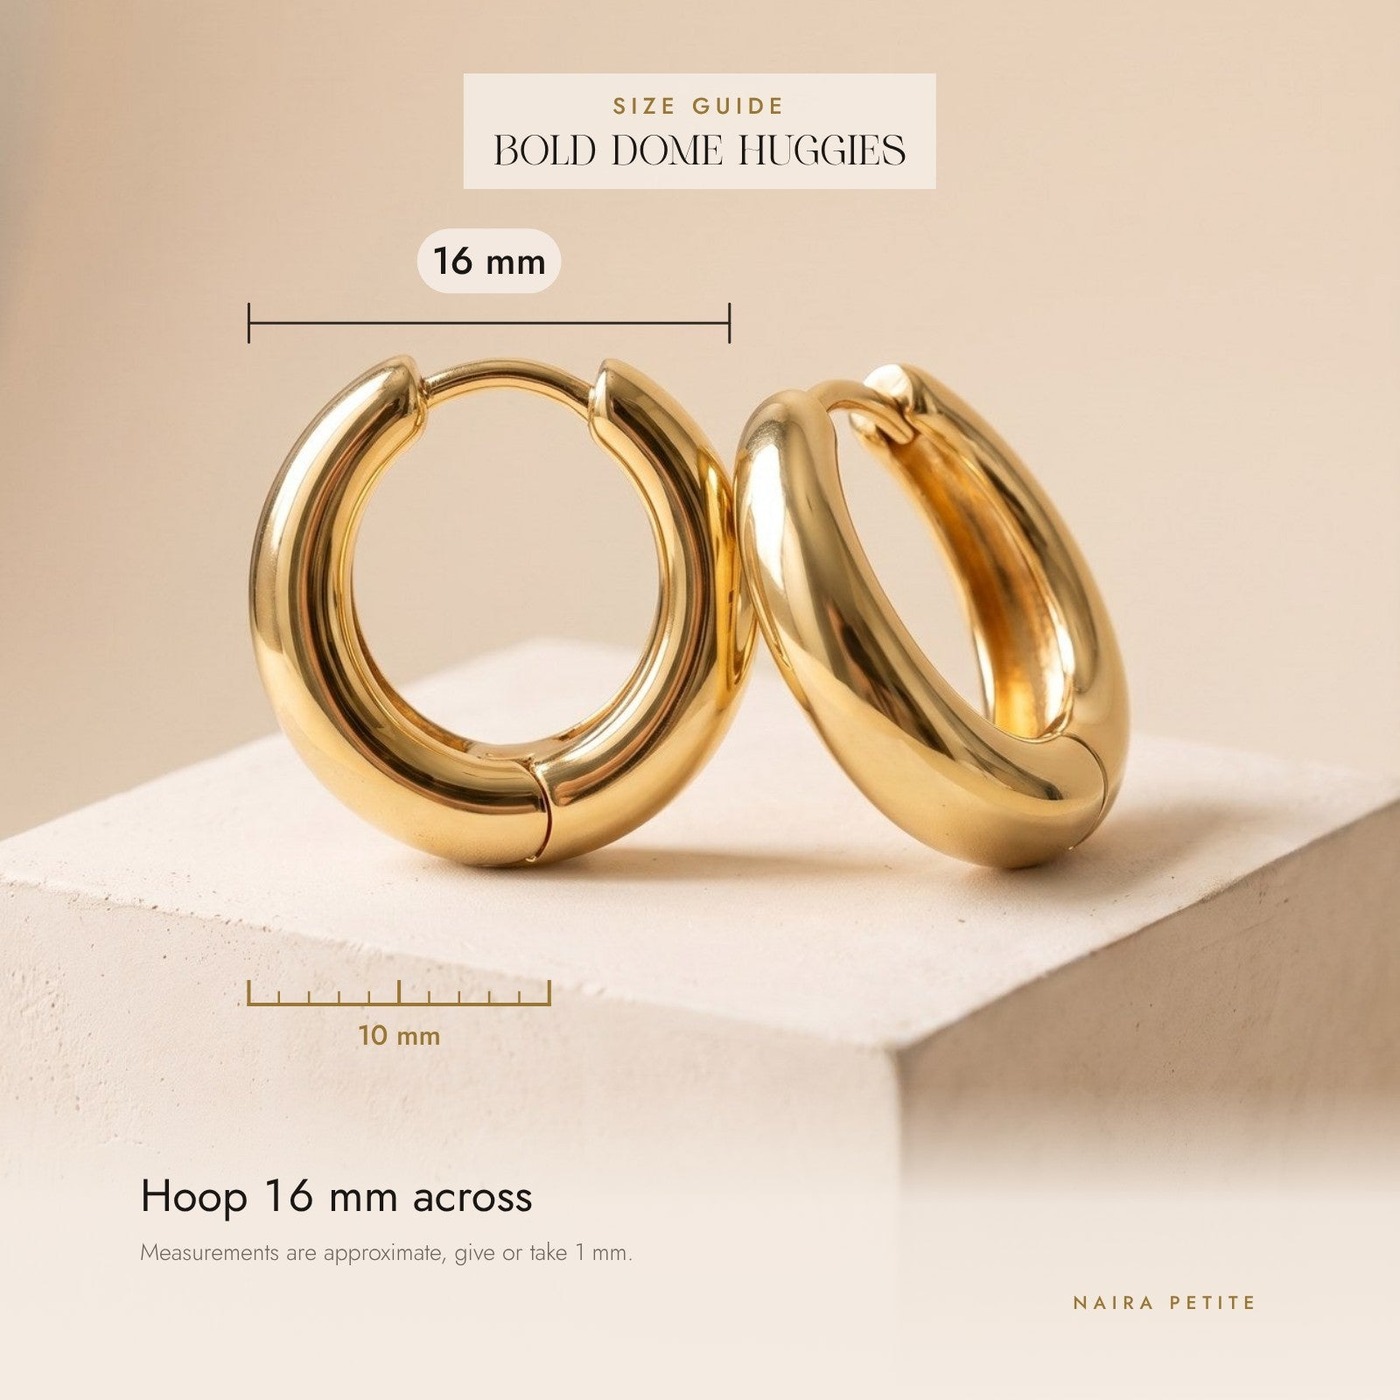 SIZE GUIDE
BOLD DOME HUGGIES
16 mm
10 mm
Hoop 16 mm across
Measurements are approximate, give or take 1 mm.
NAIRA PETITE